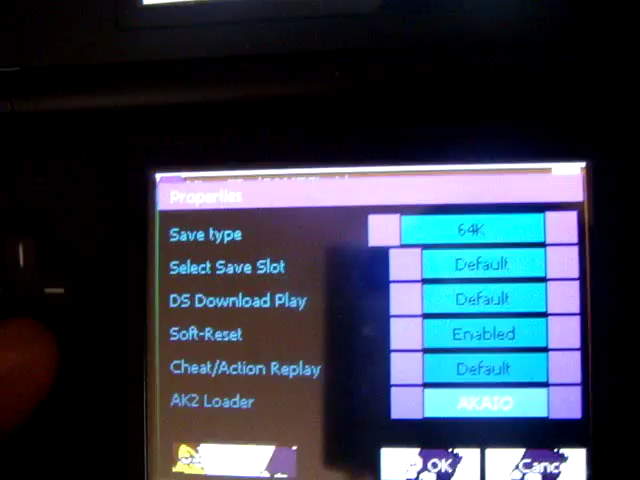 Properties
Save type 64K
Select Save Slot Default
DS Download Play Default
Soft-Reset Enabled
Cheat/Action Replay Default
AK2 Loader AKAIO
OK Cancel